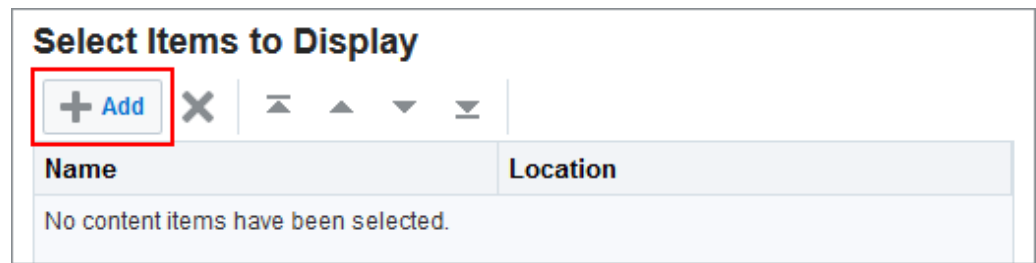 Select Items to Display
Add
Name Location
No content items have been selected.